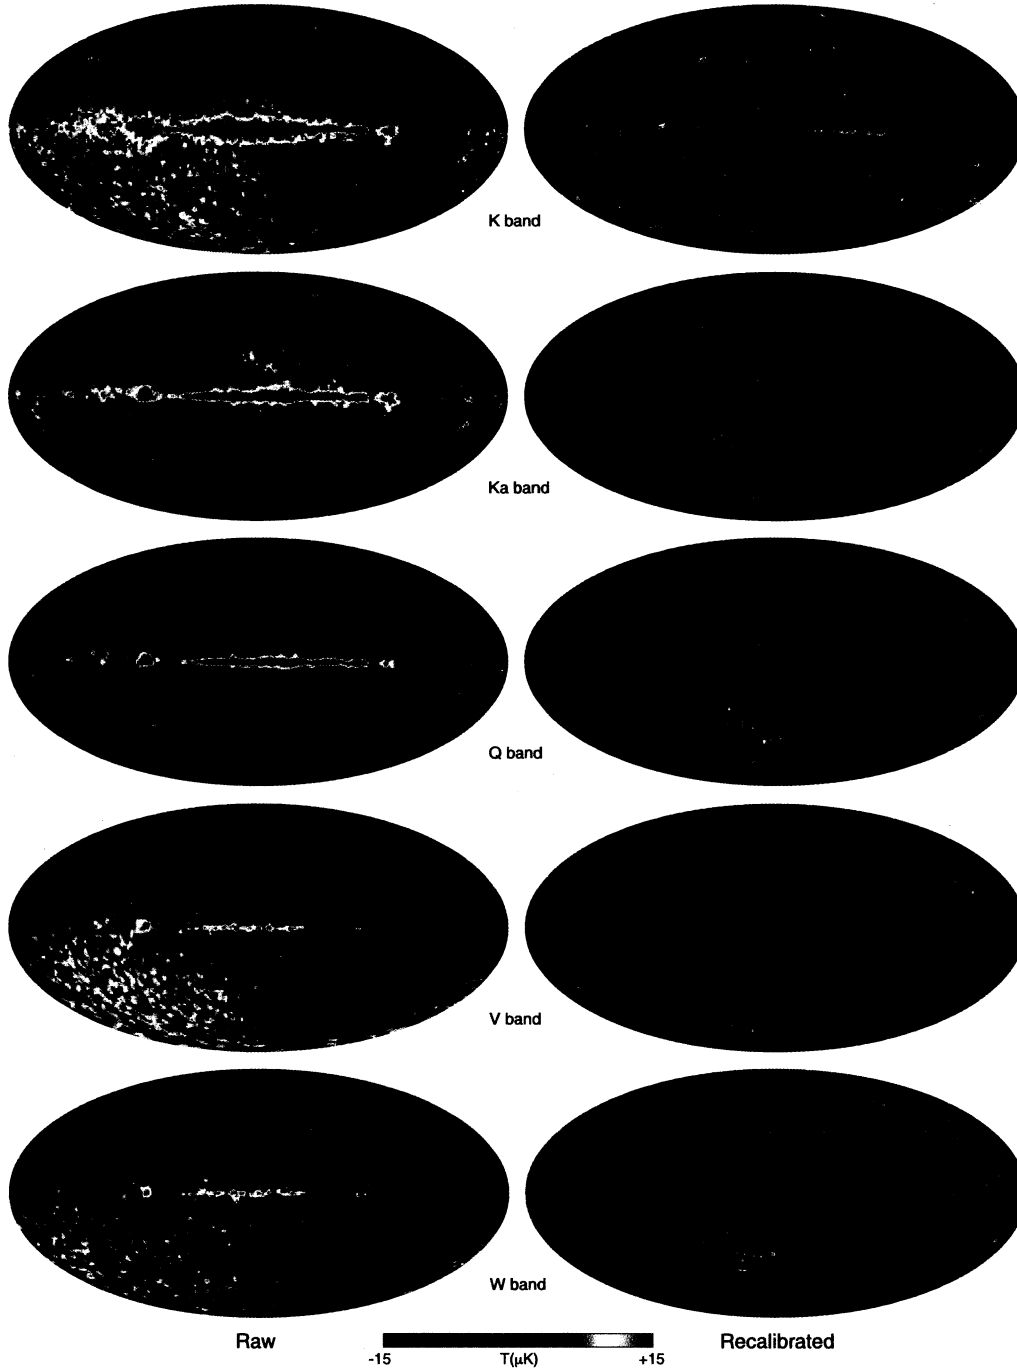 K band
Ka band
Q band
V band
W band
Raw
Recalibrated
-15
T(μK)
+15